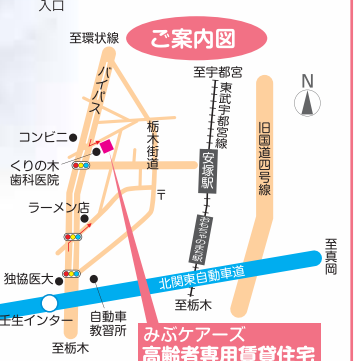 入口
至環状線
ご案内図
至宇都宮
N
バイパス
東武宇都宮線
栃木街道
旧国道四号線
コンビニ
くりの木
歯科医院
安塚駅
〒
ラーメン店
おもちゃのまち駅
至真岡
北関東自動車道
独協医大
至栃木
壬生インター
自動車
教習所
至栃木
みぶケアーズ
高齢者専用賃貸住宅